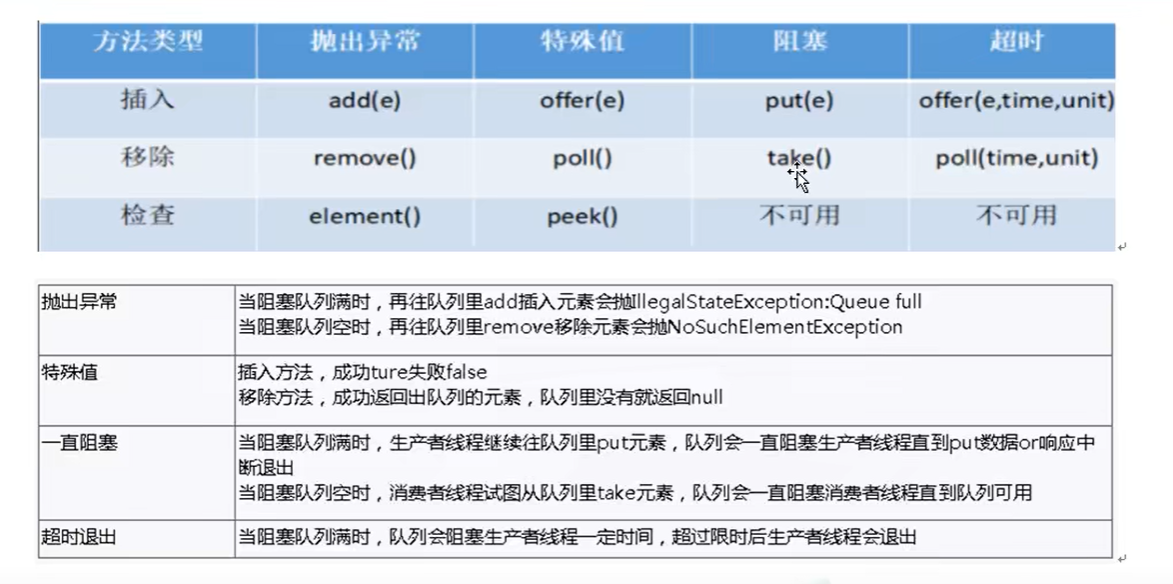 方法类型 抛出异常 特殊值 阻塞 超时
插入 add(e) offer(e) put(e) offer(e,time,unit)
移除 remove() poll() take() poll(time,unit)
检查 element() peek() 不可用 不可用
抛出异常 当阻塞队列满时，再往队列里add插入元素会抛IllegalStateException:Queue full
当阻塞队列空时，再往队列里remove移除元素会抛NoSuchElementException
特殊值 插入方法，成功ture失败false
移除方法，成功返回出队列的元素，队列里没有就返回null
一直阻塞 当阻塞队列满时，生产者线程继续往队列里put元素，队列会一直阻塞生产者线程直到put数据or响应中
断退出
当阻塞队列空时，消费者线程试图从队列里take元素，队列会一直阻塞消费者线程直到队列可用
超时退出 当阻塞队列满时，队列会阻塞生产者线程一定时间，超过限时后生产者线程会退出